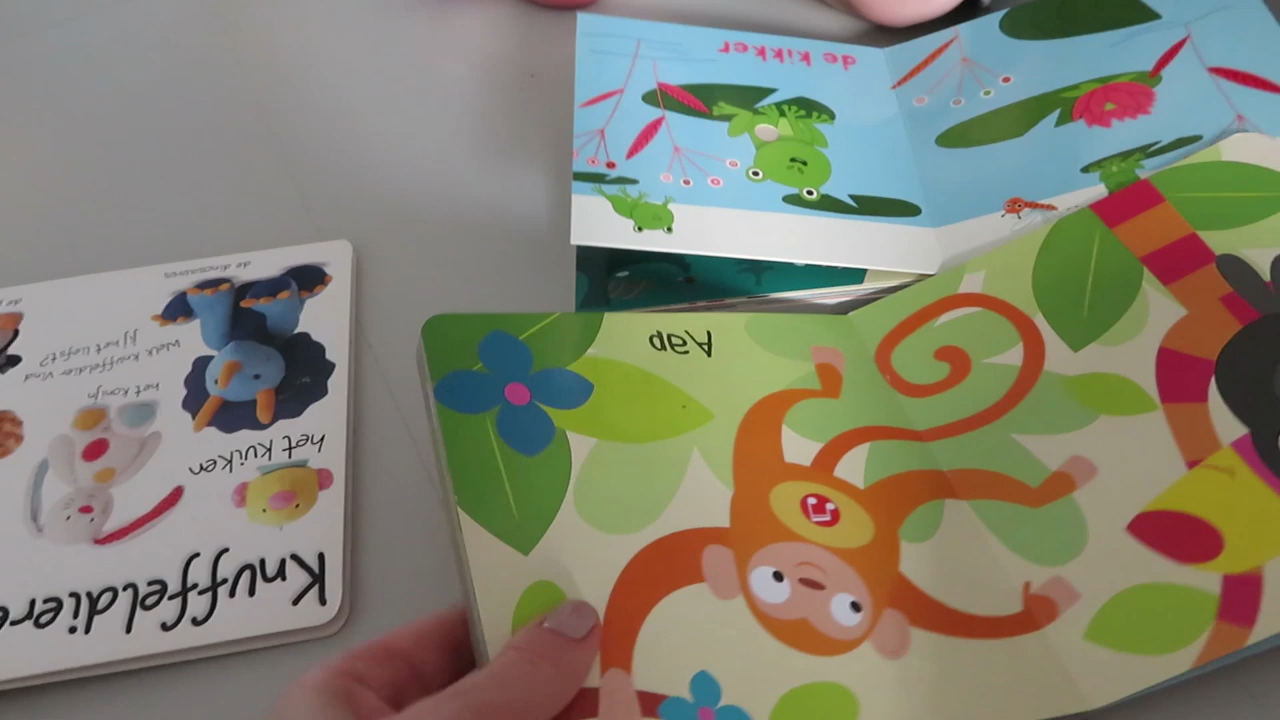 de kikker
Aap
Knuffeldiere
het kuiken
het konijn
Welk knuffeldier vind
jij het liefst?
de dinosaurus